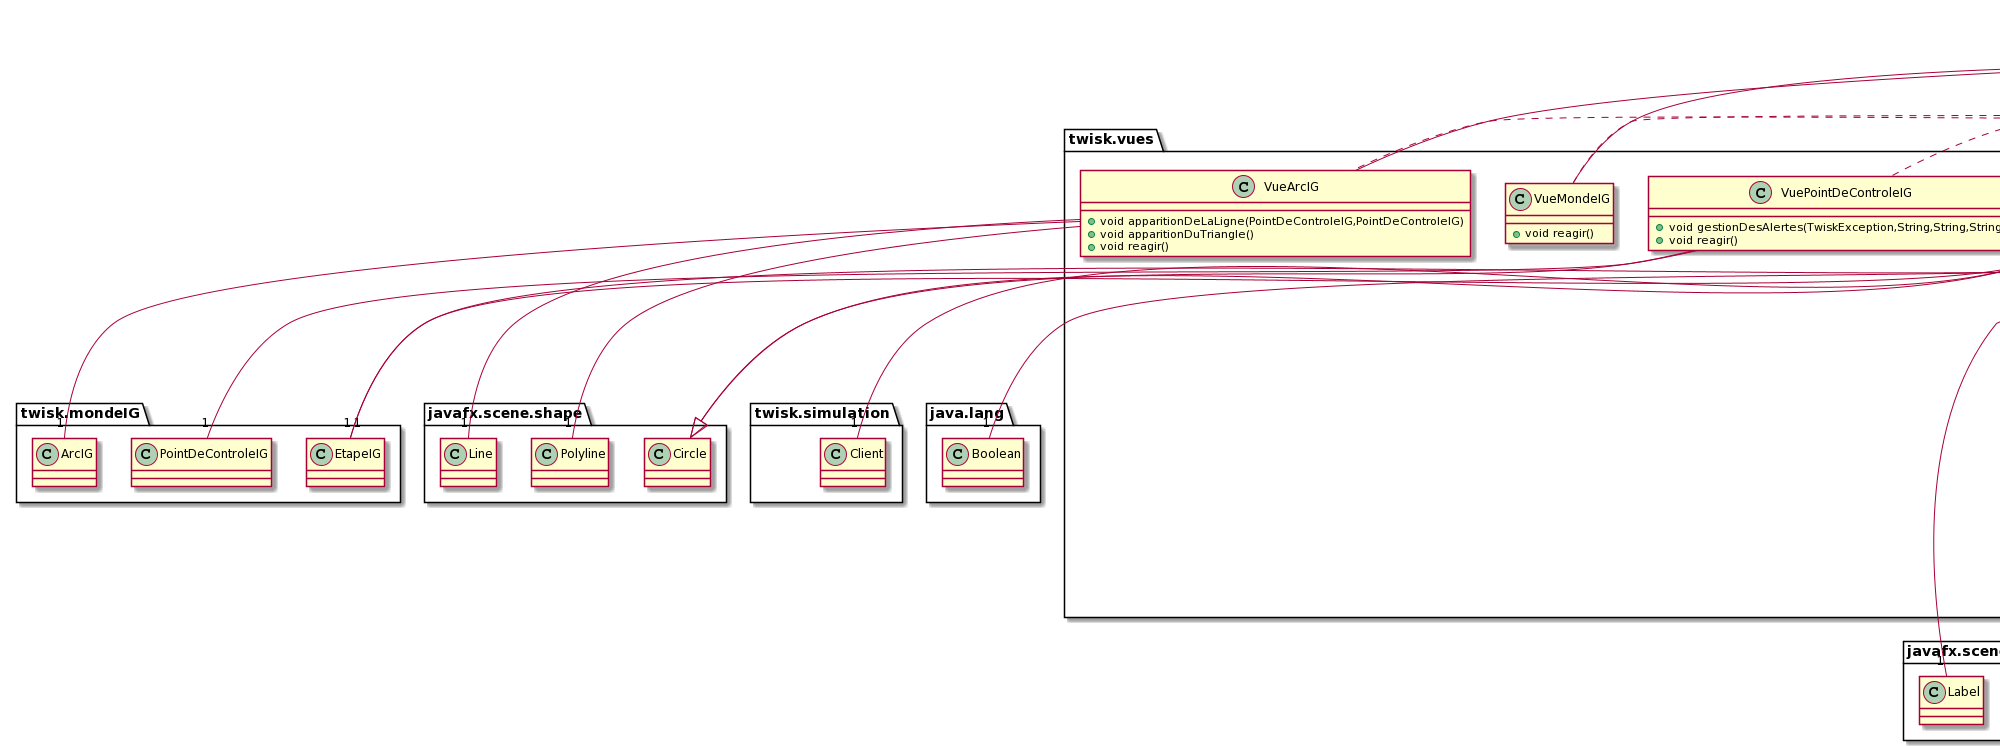 twisk.vues
C VueArcIG
void apparitionDeLaLigne(PointDeControleIG,PointDeControleIG)
void apparitionDuTriangle()
void reagir()
C VueMondeIG
void reagir()
C VuePointDeControleIG
void gestionDesAlertes(TwiskException,String,String,String
void reagir()
twisk.mondeIG
1
1
1 1
C ArcIG
C PointDeControleIG
C EtapeIG
javafx.scene.shape
1
1
C Line
C Polyline
C Circle
twisk.simulation
1
C Client
java.lang
1
C Boolean
javafx.scen
1
C Label